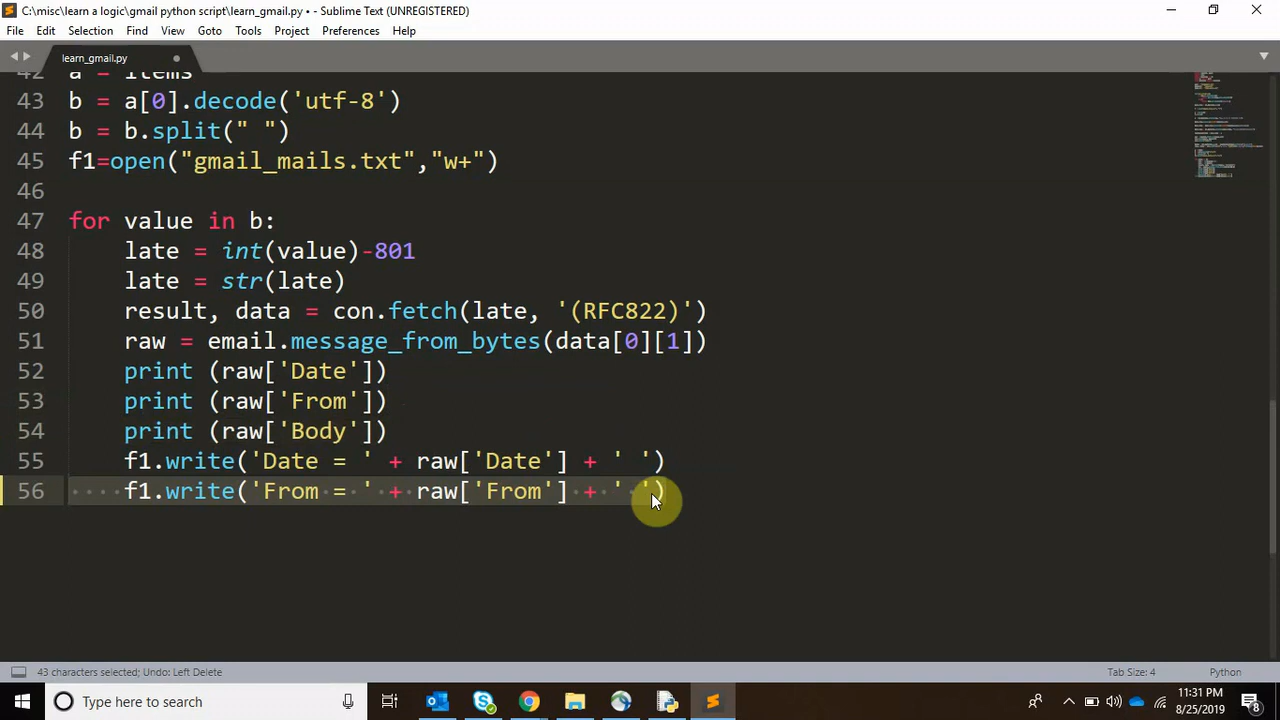 C:\misc\learn a logic\gmail python script\learn_gmail.py • - Sublime Text (UNREGISTERED)
File Edit Selection Find View Goto Tools Project Preferences Help
learn_gmail.py
42 a = items
43 b = a[0].decode('utf-8')
44 b = b.split(" ")
45 f1=open("gmail_mails.txt","w+")
46
47 for value in b:
48 late = int(value)-801
49 late = str(late)
50 result, data = con.fetch(late, '(RFC822)')
51 raw = email.message_from_bytes(data[0][1])
52 print (raw['Date'])
53 print (raw['From'])
54 print (raw['Body'])
55 f1.write('Date = ' + raw['Date'] + ' ')
56 f1.write('From = ' + raw['From'] + ' ')
43 characters selected; Undo: Left Delete Tab Size: 4 Python
Type here to search 11:31 PM
8/25/2019 8